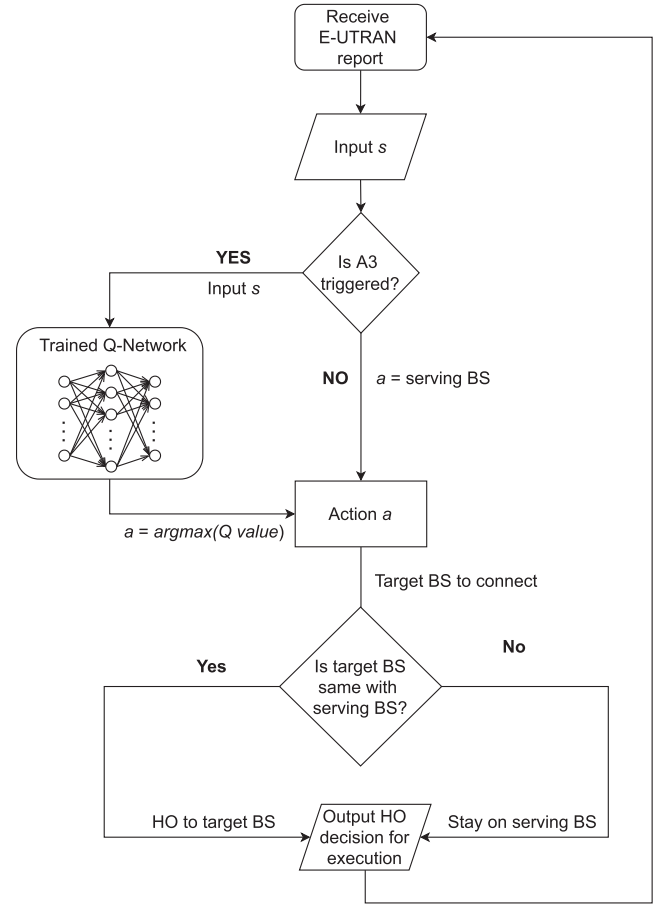 Receive
E-UTRAN
report
Input s
Is A3
triggered?
YES
Input s
Trained Q-Network
NO
a = serving BS
Action a
a = argmax(Q value)
Target BS to connect
Is target BS
same with
serving BS?
Yes
No
HO to target BS
Output HO
decision for
execution
Stay on serving BS